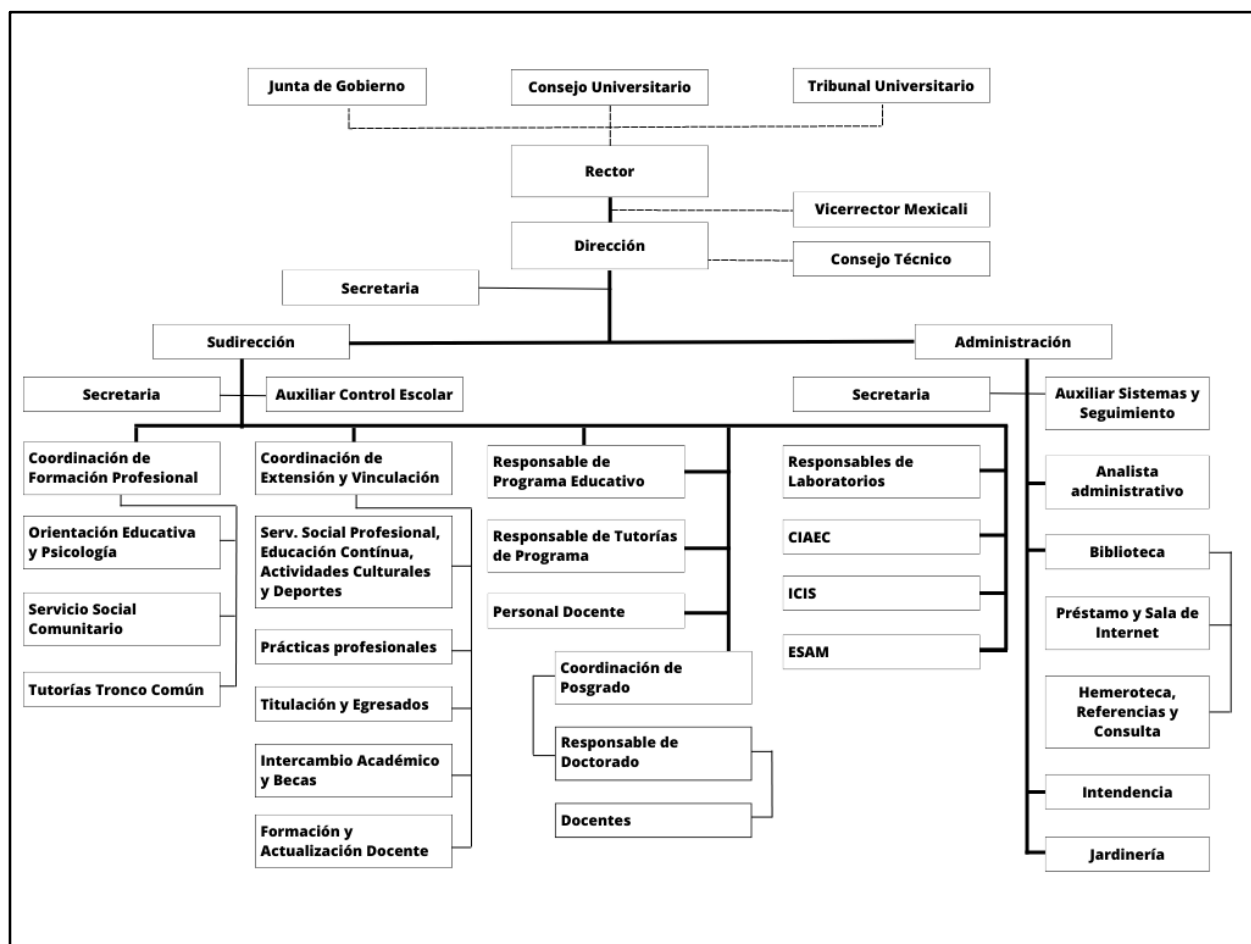 Junta de Gobierno
Consejo Universitario
Tribunal Universitario
Rector
Vicerrector Mexicali
Dirección
Consejo Técnico
Secretaria
Sudirección
Administración
Secretaria
Auxiliar Control Escolar
Secretaria
Auxiliar Sistemas y
Seguimiento
Coordinación de
Formación Profesional
Orientación Educativa
y Psicología
Servicio Social
Comunitario
Tutorías Tronco Común
Coordinación de
Extensión y Vinculación
Serv. Social Profesional,
Educación Contínua,
Actividades Culturales
y Deportes
Prácticas profesionales
Titulación y Egresados
Intercambio Académico
y Becas
Formación y
Actualización Docente
Responsable de
Programa Educativo
Responsable de Tutorías
de Programa
Personal Docente
Coordinación de
Posgrado
Responsable de
Doctorado
Docentes
Responsables de
Laboratorios
CIAEC
ICIS
ESAM
Analista
administrativo
Biblioteca
Préstamo y Sala de
Internet
Hemeroteca,
Referencias y
Consulta
Intendencia
Jardinería